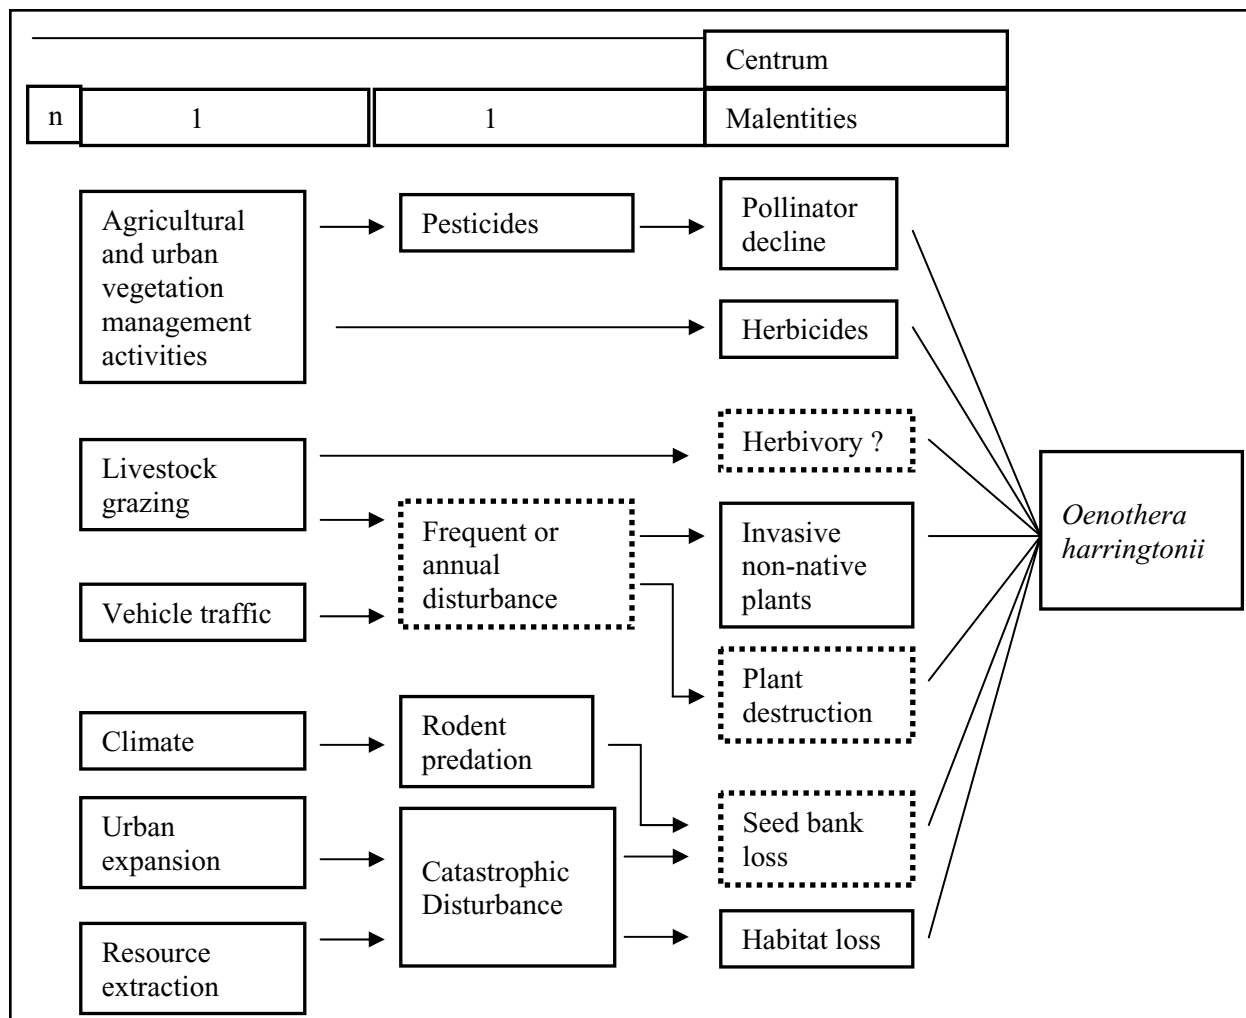 Centrum
n
1
1
Malentities
Agricultural
and urban
vegetation
management
activities
Pesticides
Pollinator
decline
Herbicides
Livestock
grazing
Herbivory ?
Frequent or
annual
disturbance
Invasive
non-native
plants
Oenothera
harringtonii
Vehicle traffic
Plant
destruction
Climate
Rodent
predation
Urban
expansion
Catastrophic
Disturbance
Seed bank
loss
Resource
extraction
Habitat loss